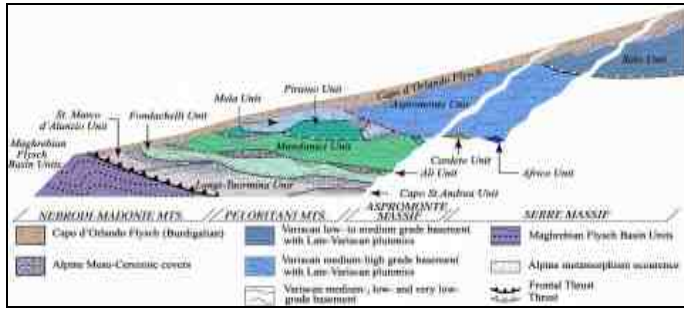 Stilo Unit
Piraino Unit
Mela Unit
Capo d'Orlando Flysch
Fondachelli Unit
Aspromonte Unit
St. Marco
d'Alunzio Unit
Maghrebian
Flysch
Basin Units
Mandanici Unit
Cardeto Unit
Africo Unit
Alì Unit
Longi-Taormina Unit
Capo St. Andrea Unit
NEBRODI MADONIE MTS.
PELORITANI MTS.
ASPROMONTE
MASSIF
SERRE MASSIF
Capo d'Orlando Flysch (Burdigalian)
Variscan low- to medium grade basement
with Late-Variscan plutonics
Maghrebian Flysch Basin Units
Alpine Meso-Cenozoic covers
Variscan medium-high grade basement
with Late-Variscan plutonics
Alpine metamorphism occurrence
Variscan medium-, low- and very low-
grade basement
Frontal Thrust
Thrust